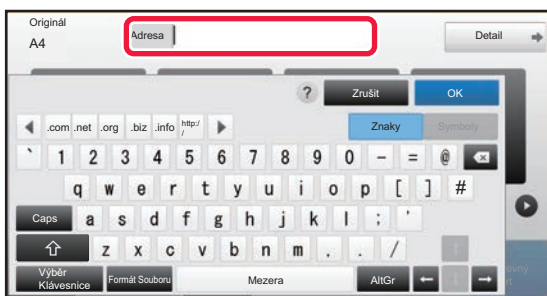 Originál
A4
Adresa
Detail
? Zrušit OK
.com .net .org .biz .info http:// Znaky Symboly
` 1 2 3 4 5 6 7 8 9 0 - = @
q w e r t y u i o p [ ] #
Caps a s d f g h j k l ; '
z x c v b n m . . /
Výběr Klávesnice Formát Souboru Mezera AltGr